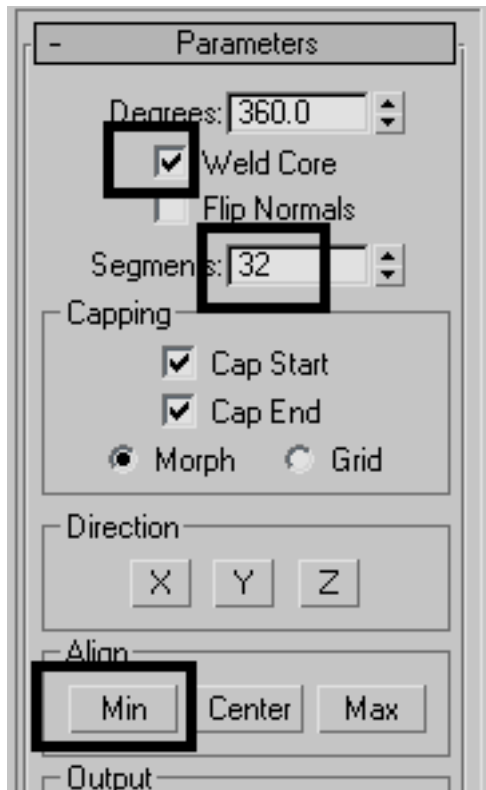 - Parameters
Degrees: 360.0
Weld Core
Flip Normals
Segments: 32
Capping
Cap Start
Cap End
Morph Grid
Direction
X Y Z
Align
Min Center Max
Output